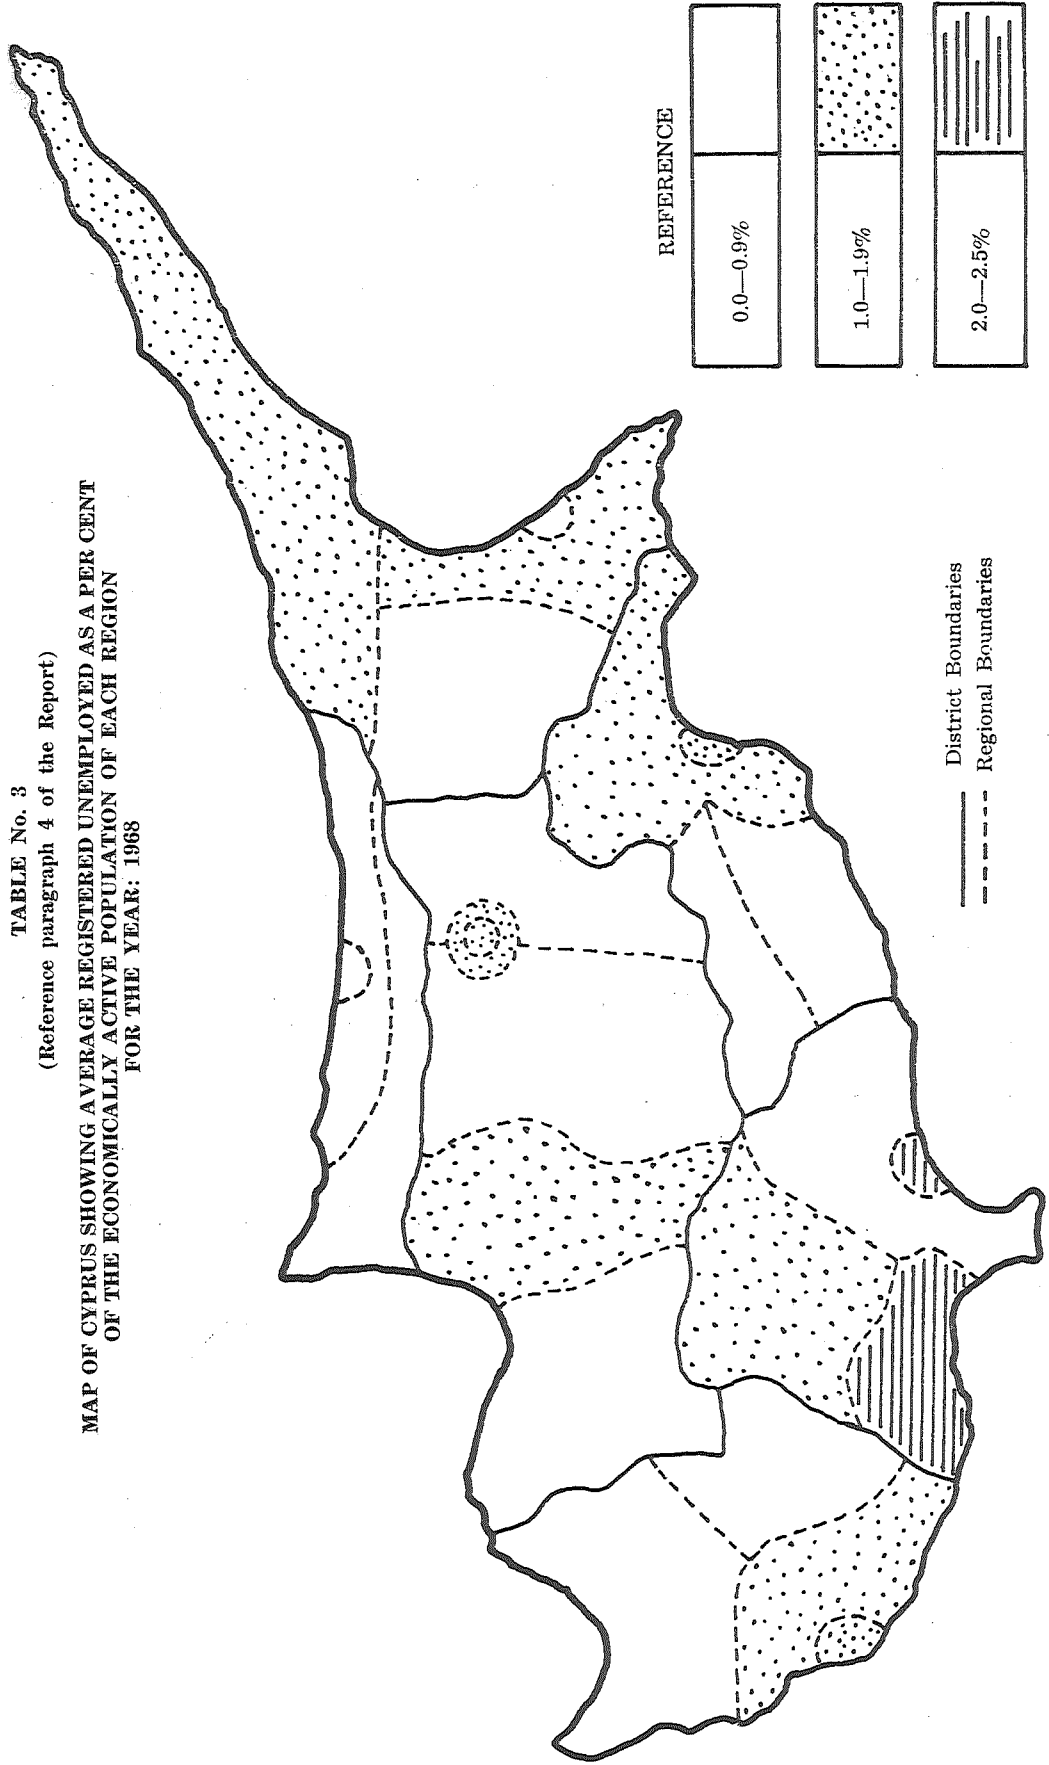 TABLE No. 3
(Reference paragraph 4 of the Report)
MAP OF CYPRUS SHOWING AVERAGE REGISTERED UNEMPLOYED AS A PER CENT
OF THE ECONOMICALLY ACTIVE POPULATION OF EACH REGION
FOR THE YEAR: 1968
REFERENCE
0.0—0.9%
1.0—1.9%
2.0—2.5%
District Boundaries
Regional Boundaries